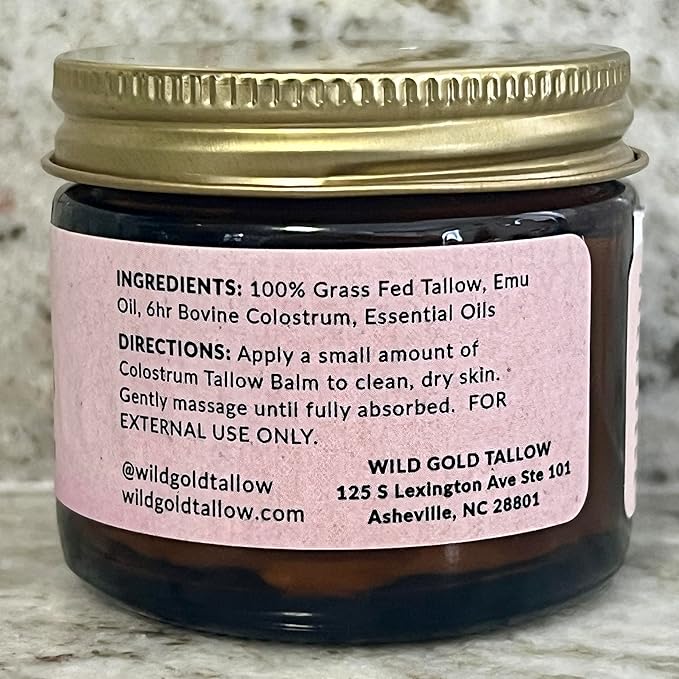 INGREDIENTS: 100% Grass Fed Tallow, Emu
Oil, 6hr Bovine Colostrum, Essential Oils
DIRECTIONS: Apply a small amount of
Colostrum Tallow Balm to clean, dry skin.
Gently massage until fully absorbed. FOR
EXTERNAL USE ONLY.
@wildgoldtallow
wildgoldtallow.com
WILD GOLD TALLOW
125 S Lexington Ave Ste 101
Asheville, NC 28801